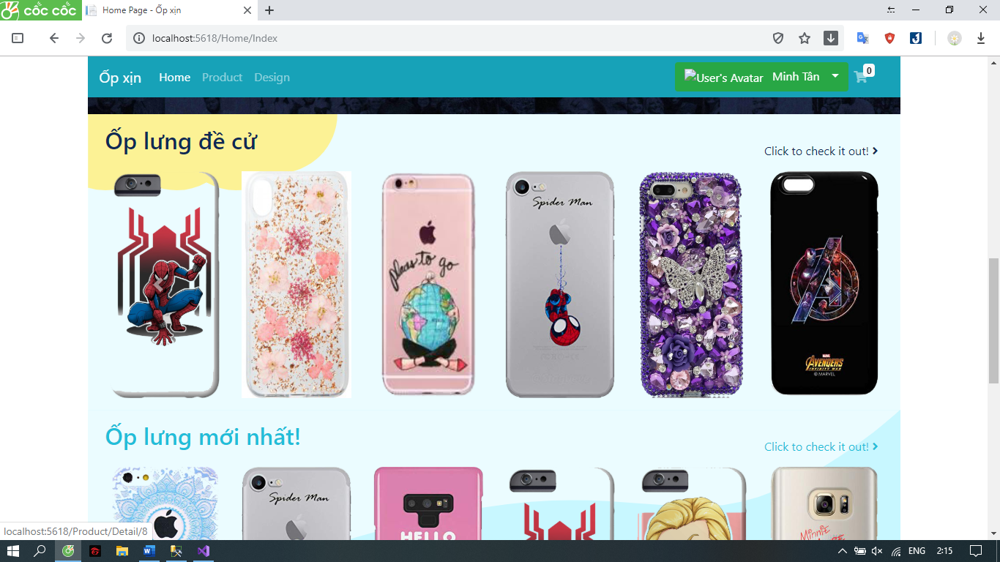 cốc cốc
Home Page - Ốp xịn
localhost:5618/Home/Index
Ốp xịn
Home
Product
Design
User's Avatar
Minh Tân
0
Ốp lưng đề cử
Click to check it out!
places to go
Spider Man
MARVEL
AVENGERS
INFINITY WAR
© MARVEL
Ốp lưng mới nhất!
Click to check it out!
Spider Man
HELLO
Minnie
localhost:5618/Product/Detail/8
ENG
2:15